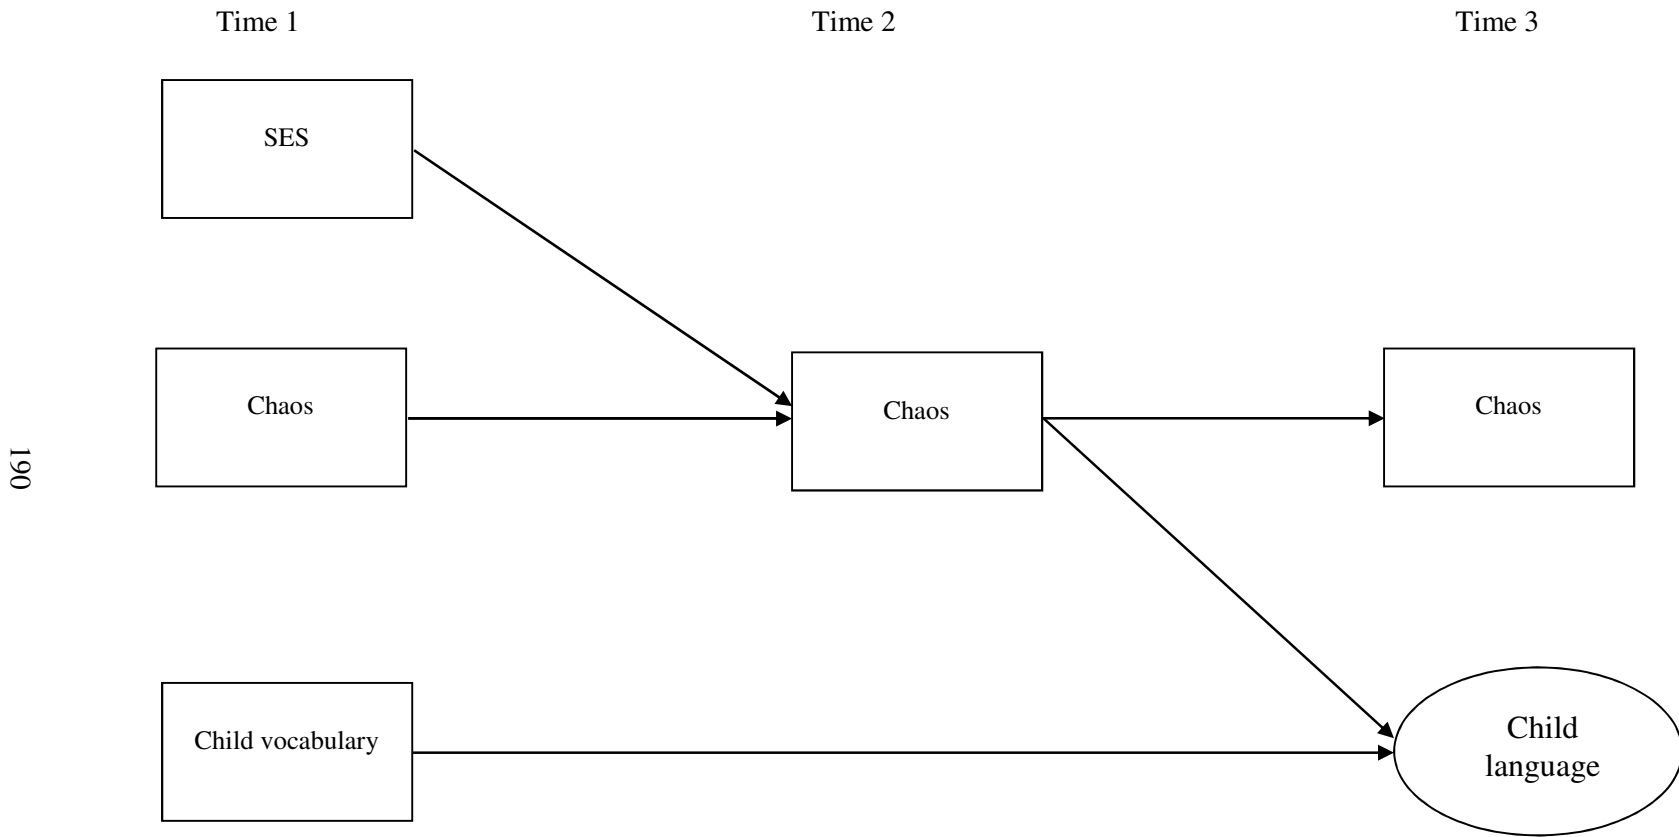 Time 1
Time 2
Time 3
SES
Chaos
Chaos
Chaos
190
Child vocabulary
Child
language